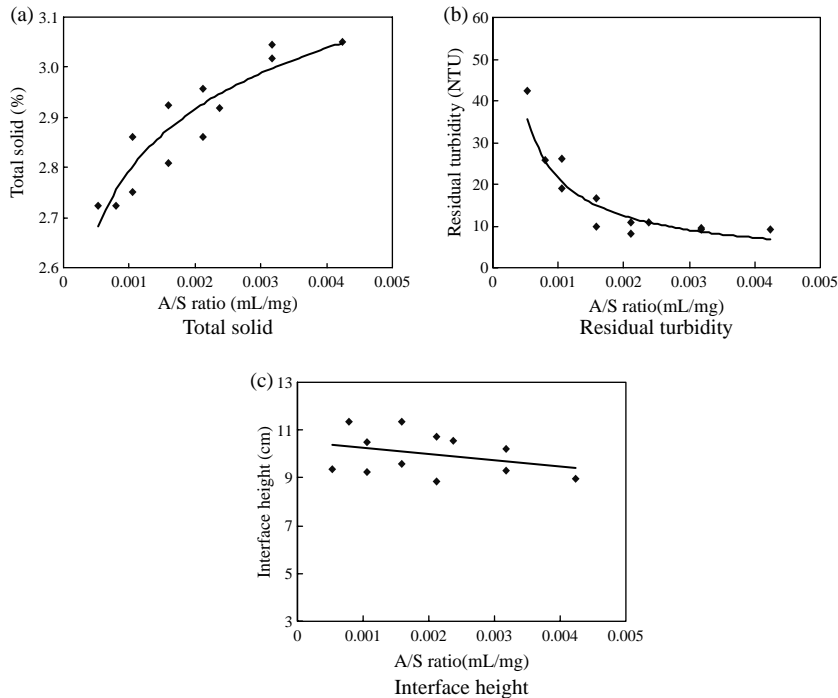 (a)
3.1
3.0
2.9
2.8
2.7
2.6
Total solid (%)
0 0.001 0.002 0.003 0.004 0.005
A/S ratio (mL/mg)
Total solid
(b)
60
50
40
30
20
10
0
Residual turbidity (NTU)
0 0.001 0.002 0.003 0.004 0.005
A/S ratio(mL/mg)
Residual turbidity
(c)
13
11
9
7
5
3
Interface height (cm)
0 0.001 0.002 0.003 0.004 0.005
A/S ratio(mL/mg)
Interface height